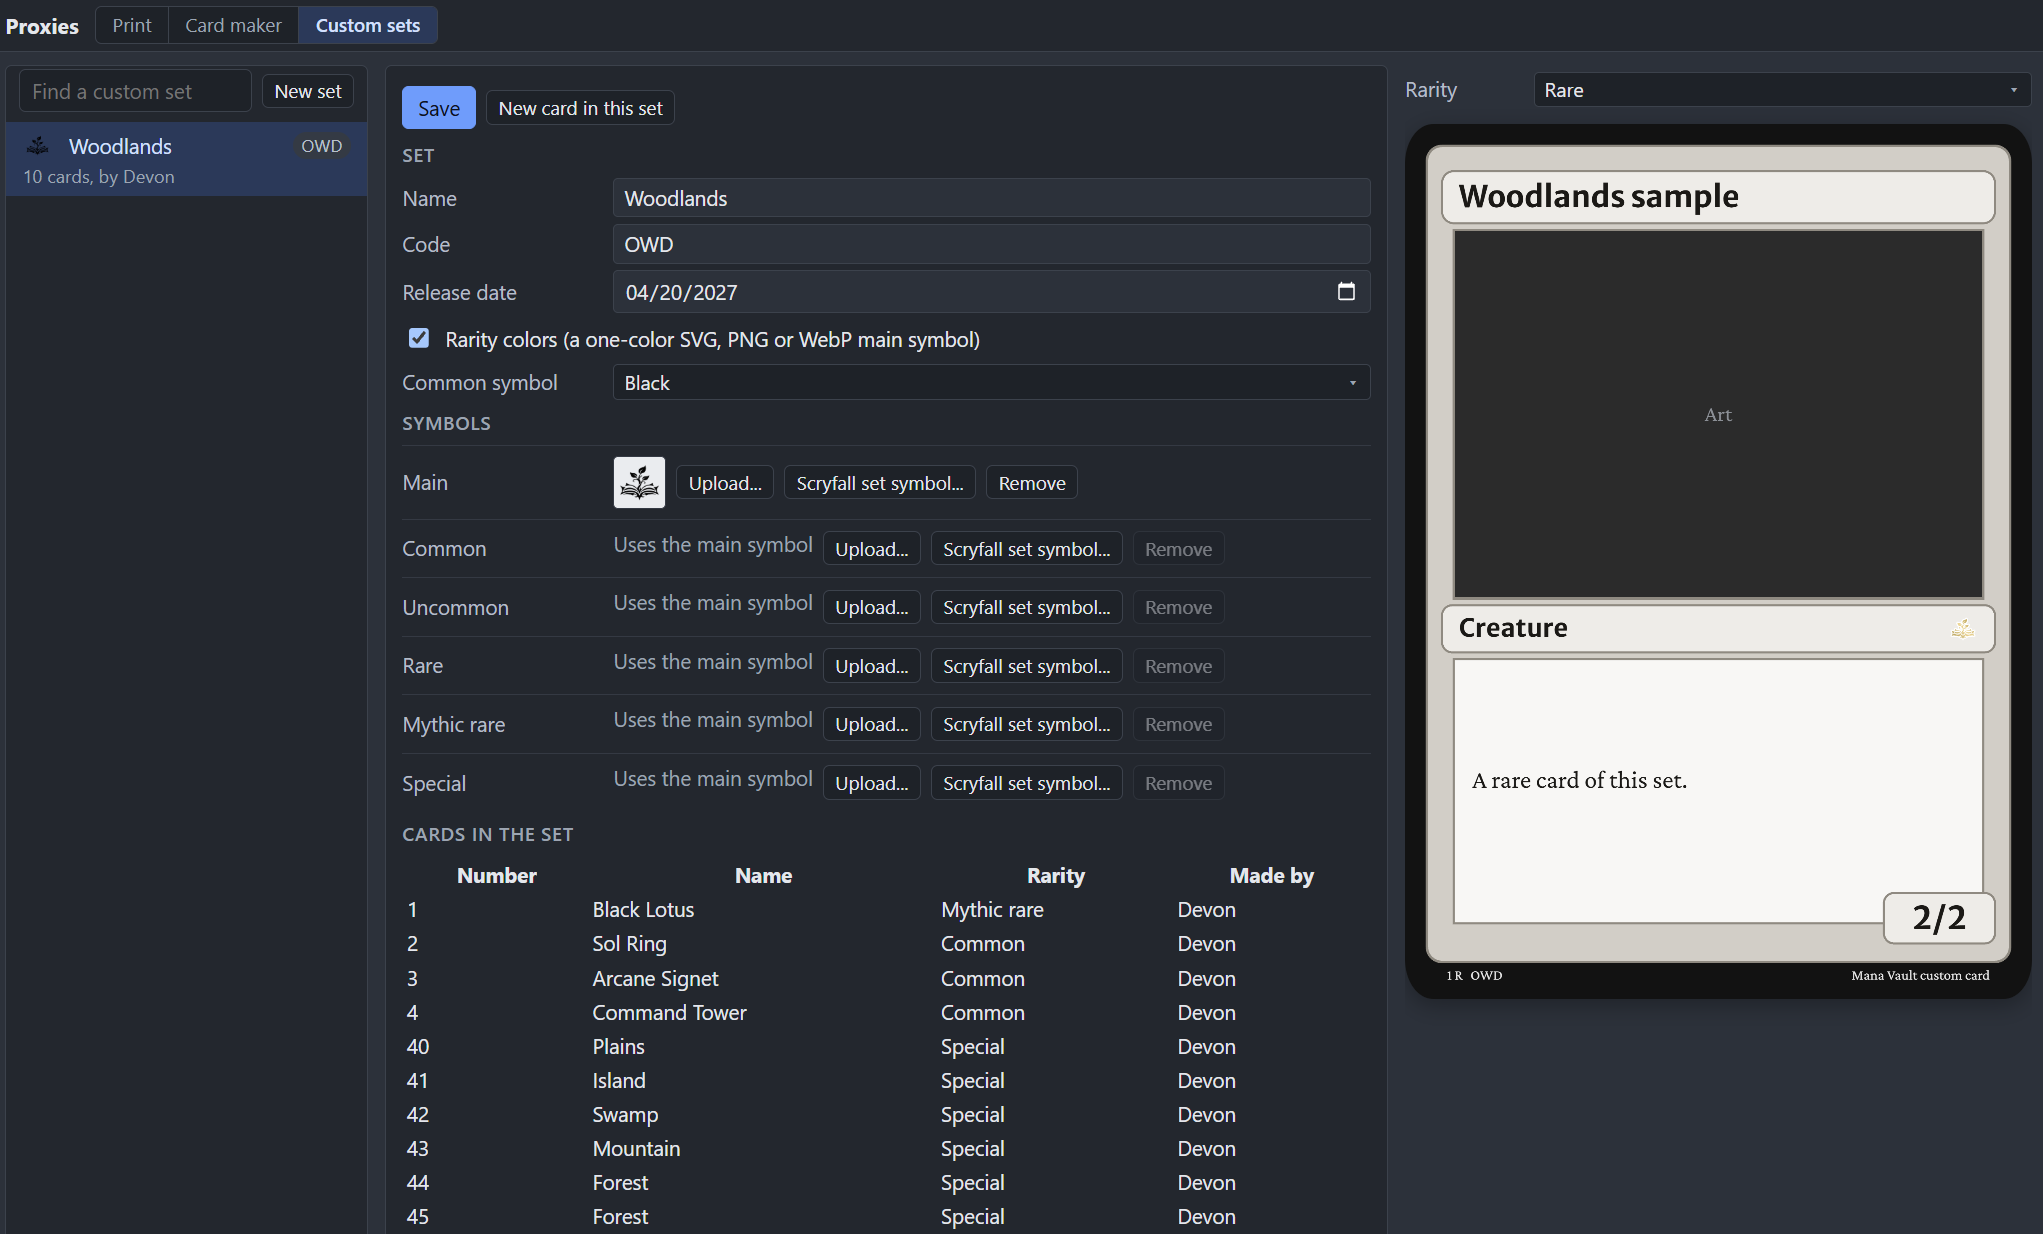 Proxies Print Card maker Custom sets
Find a custom set New set
Woodlands OWD
10 cards, by Devon
Save New card in this set
SET
Name Woodlands
Code OWD
Release date 04/20/2027
Rarity colors (a one-color SVG, PNG or WebP main symbol)
Common symbol Black
SYMBOLS
Main Upload... Scryfall set symbol... Remove
Common Uses the main symbol Upload... Scryfall set symbol... Remove
Uncommon Uses the main symbol Upload... Scryfall set symbol... Remove
Rare Uses the main symbol Upload... Scryfall set symbol... Remove
Mythic rare Uses the main symbol Upload... Scryfall set symbol... Remove
Special Uses the main symbol Upload... Scryfall set symbol... Remove
CARDS IN THE SET
Number Name Rarity Made by
1 Black Lotus Mythic rare Devon
2 Sol Ring Common Devon
3 Arcane Signet Common Devon
4 Command Tower Common Devon
40 Plains Special Devon
41 Island Special Devon
42 Swamp Special Devon
43 Mountain Special Devon
44 Forest Special Devon
45 Forest Special Devon
Rarity Rare
Woodlands sample
Art
Creature
A rare card of this set.
2/2
1 R OWD Mana Vault custom card